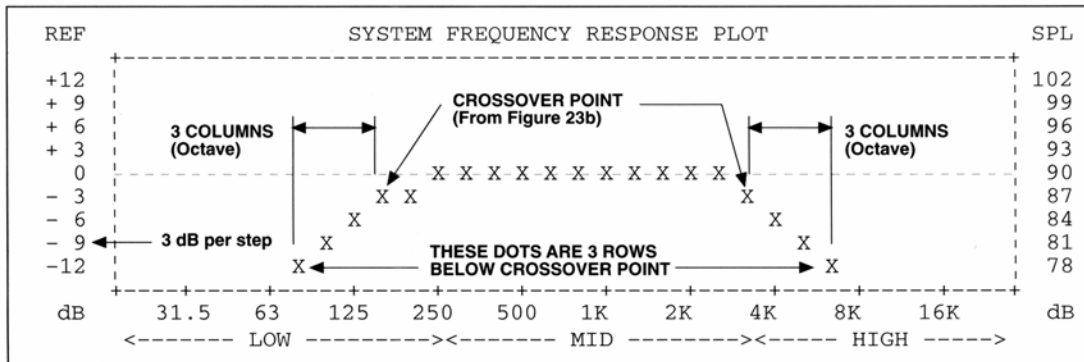 REF SYSTEM FREQUENCY RESPONSE PLOT SPL
+12 102
+ 9 CROSSOVER POINT 99
(From Figure 23b)
+ 6 3 COLUMNS 3 COLUMNS 96
+ 3 (Octave) (Octave) 93
0 X X X X X X X X X X X 90
- 3 X X X 87
- 6 X X 84
- 9 3 dB per step X THESE DOTS ARE 3 ROWS X 81
-12 X BELOW CROSSOVER POINT X 78
dB 31.5 63 125 250 500 1K 2K 4K 8K 16K dB
<------- LOW ------><------- MID -------><------ HIGH ------->